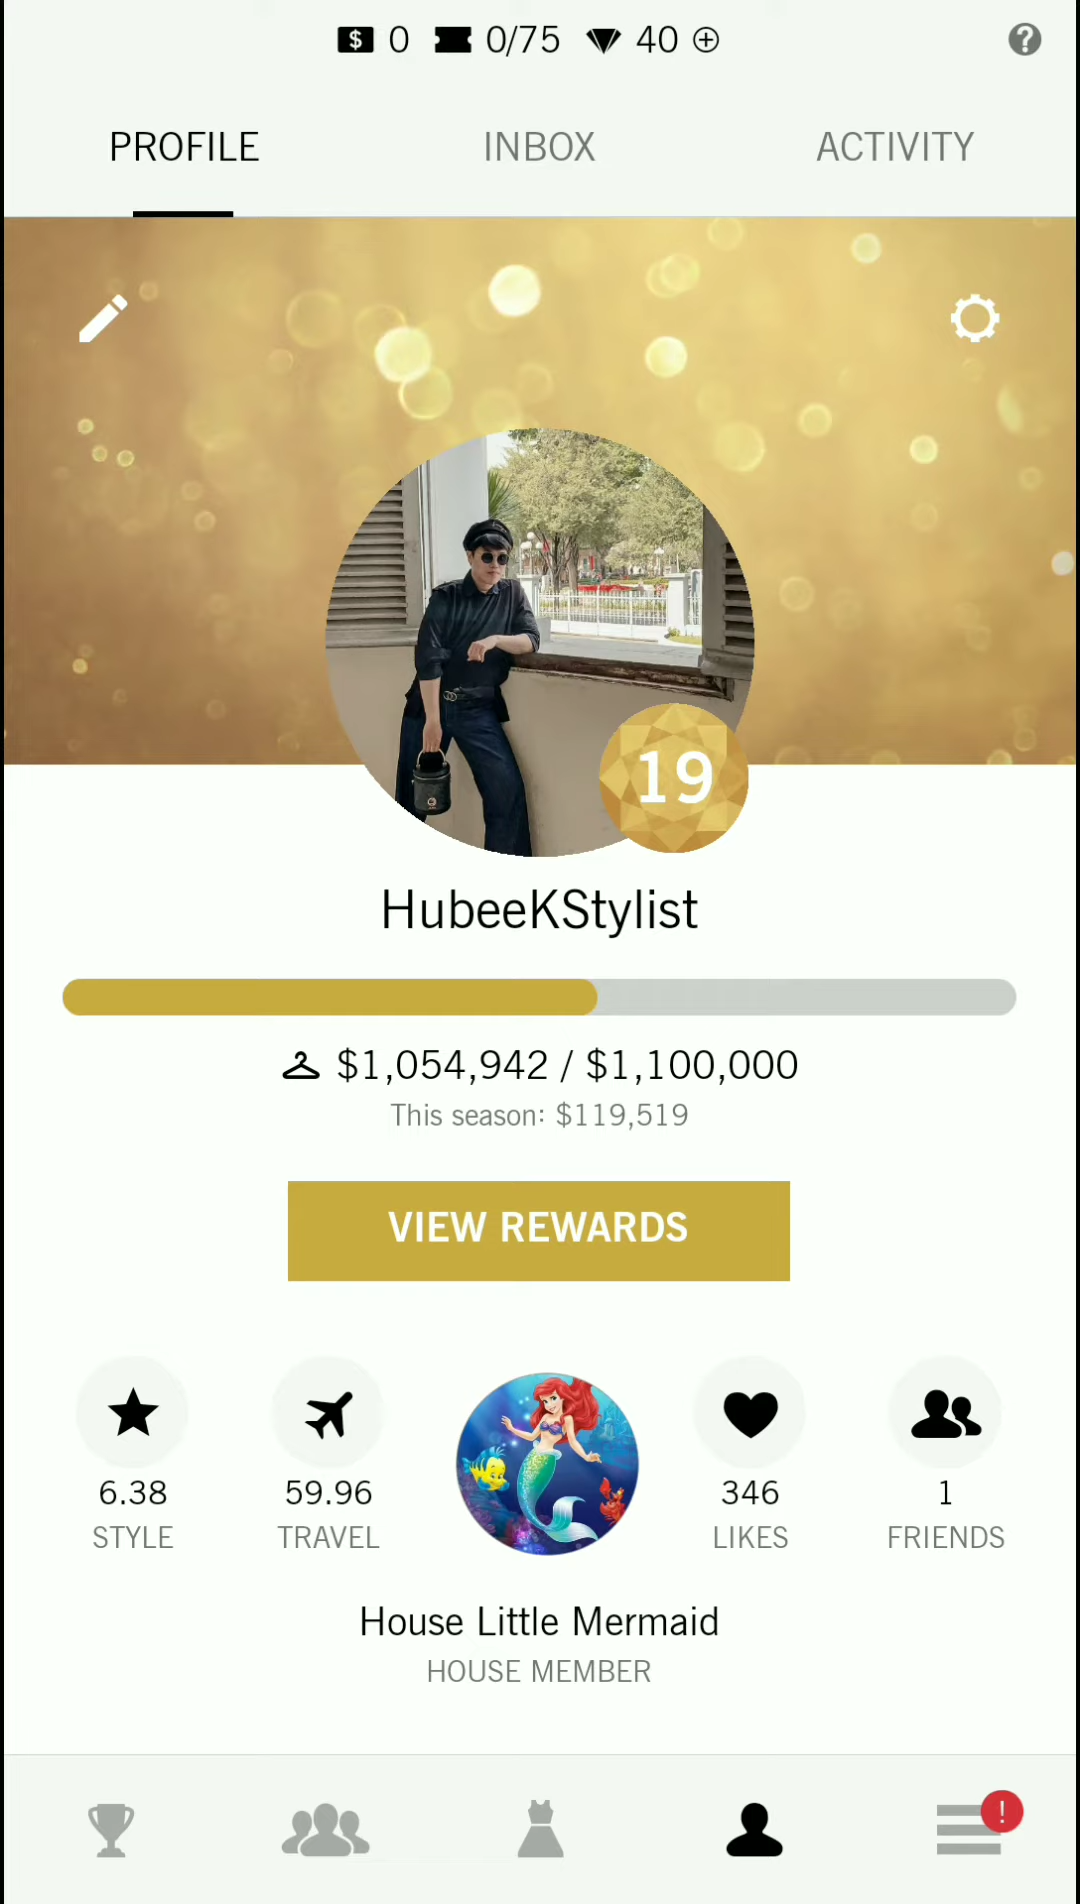 $ 0 0/75 40 + ?
PROFILE INBOX ACTIVITY
19
HubeeKStylist
$1,054,942 / $1,100,000
This season: $119,519
VIEW REWARDS
6.38 59.96 346 1
STYLE TRAVEL LIKES FRIENDS
House Little Mermaid
HOUSE MEMBER
!